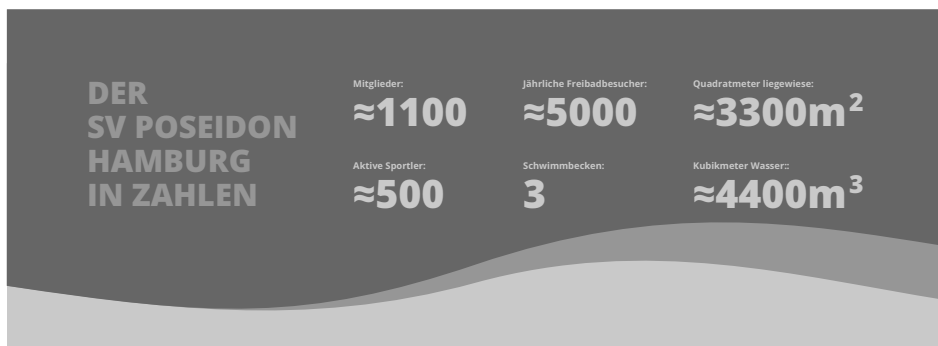 DER
SV POSEIDON
HAMBURG
IN ZAHLEN
Mitglieder:
≈1100
Jährliche Freibadbesucher:
≈5000
Quadratmeter liegewiese:
≈3300m²
Aktive Sportler:
≈500
Schwimmbecken:
3
Kubikmeter Wasser::
≈4400m³